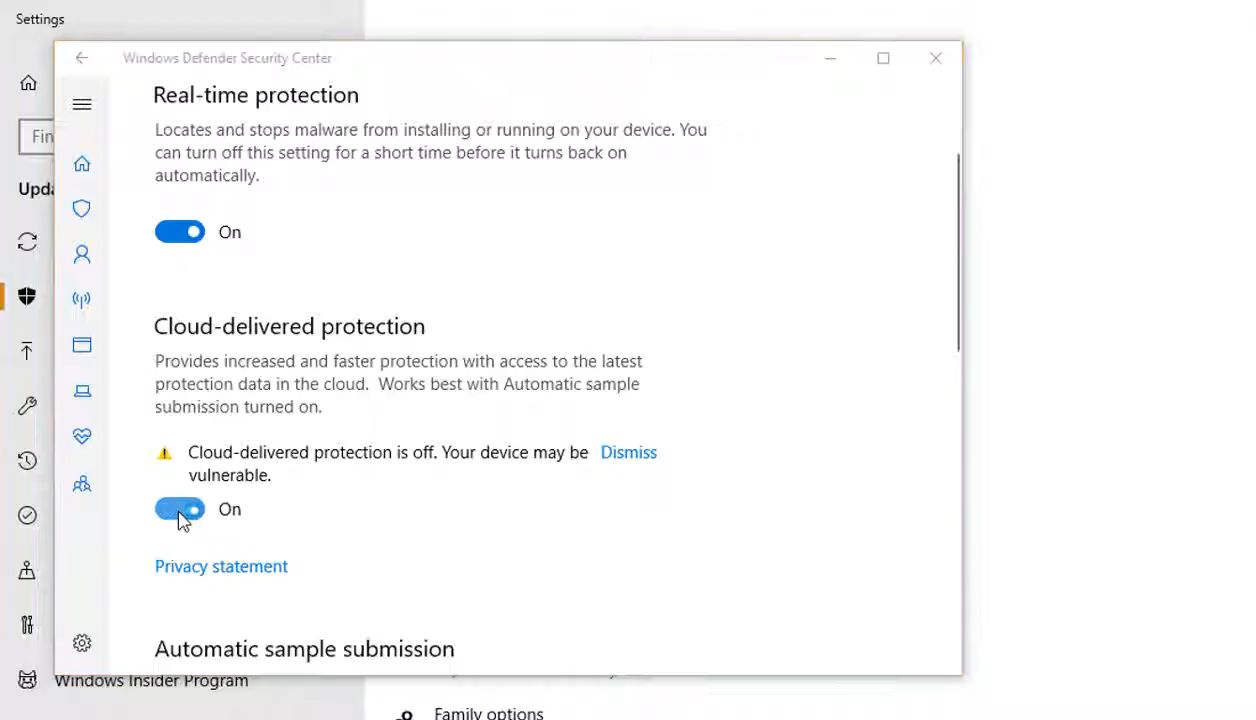 Settings
Windows Defender Security Center
Real-time protection
Locates and stops malware from installing or running on your device. You
can turn off this setting for a short time before it turns back on
automatically.
On
Cloud-delivered protection
Provides increased and faster protection with access to the latest
protection data in the cloud. Works best with Automatic sample
submission turned on.
Cloud-delivered protection is off. Your device may be Dismiss
vulnerable.
On
Privacy statement
Automatic sample submission
Fin
Upda
Windows Insider Program
Family options